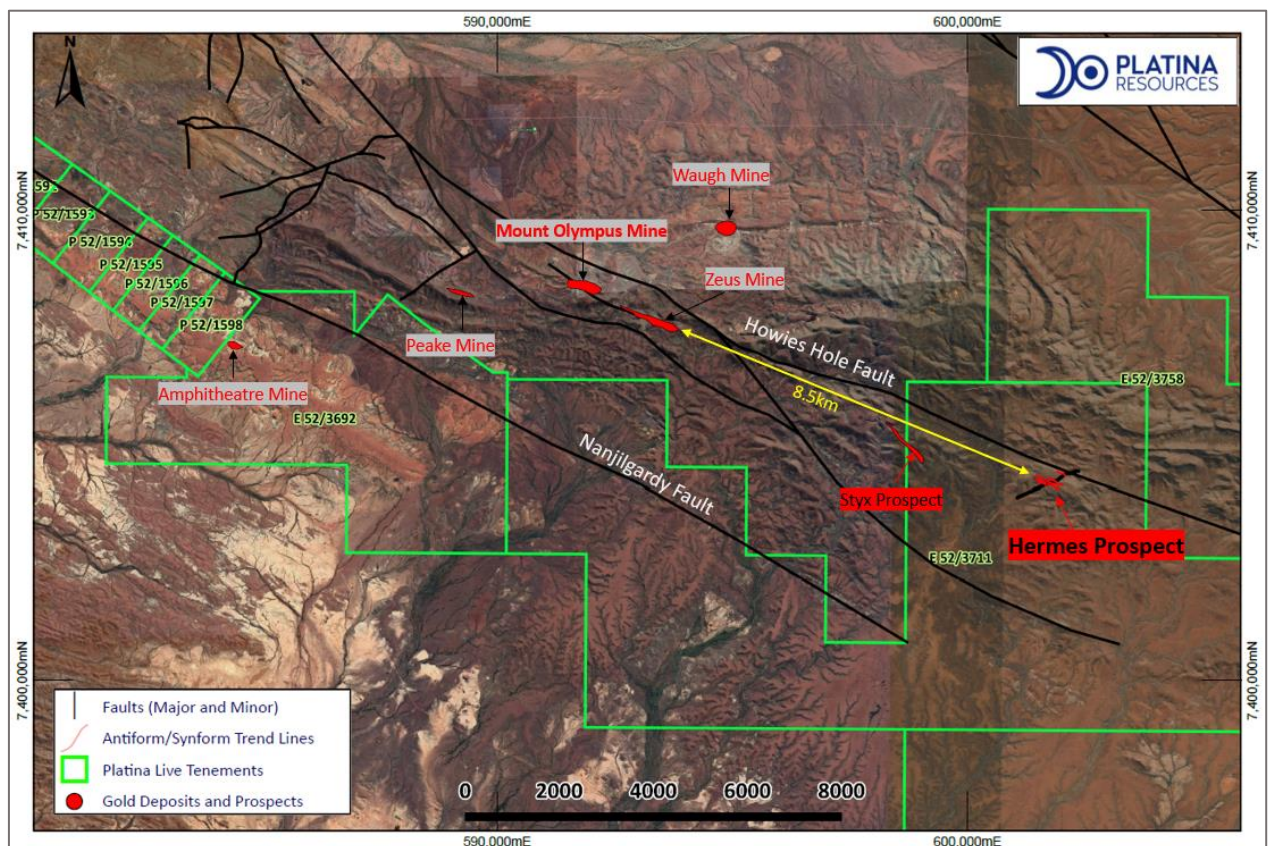 590,000mE
600,000mE
N
PLATINA
RESOURCES
7,410,000mN
7,410,000mN
Waugh Mine
Mount Olympus Mine
Zeus Mine
P 52/1596
P 52/1595
P 52/1596
P 52/1597
P 52/1598
Peake Mine
Howies Hole Fault
Amphitheatre Mine
E 52/3692
8.5km
E 52/3758
Nanjilgardy Fault
Styx Prospect
Hermes Prospect
E 52/3711
7,400,000mN
7,400,000mN
Faults (Major and Minor)
Antiform/Synform Trend Lines
Platina Live Tenements
Gold Deposits and Prospects
0 2000 4000 6000 8000
590,000mE
600,000mE